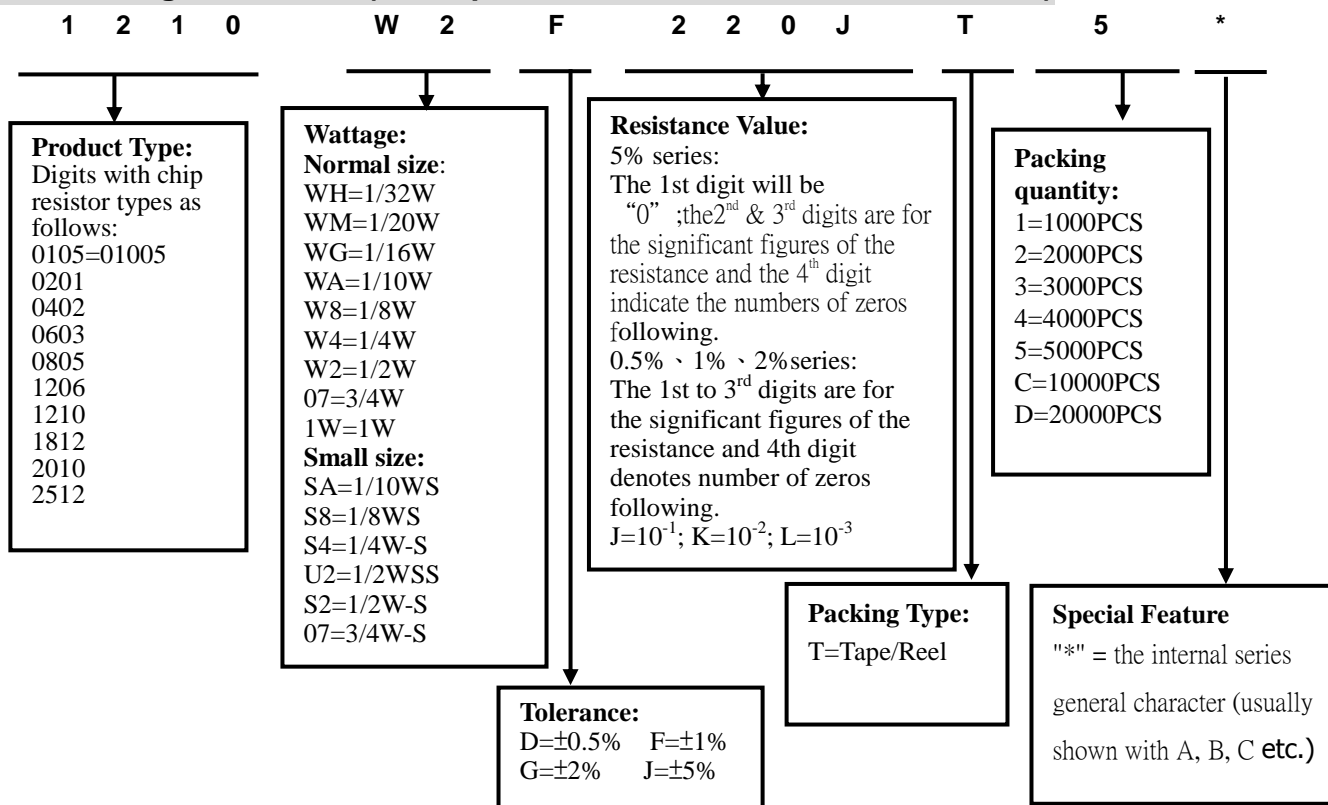 1 2 1 0 W 2 F 2 2 0 J T 5 *
Product Type:
Digits with chip
resistor types as
follows:
0105=01005
0201
0402
0603
0805
1206
1210
1812
2010
2512
Wattage:
Normal size:
WH=1/32W
WM=1/20W
WG=1/16W
WA=1/10W
W8=1/8W
W4=1/4W
W2=1/2W
07=3/4W
1W=1W
Small size:
SA=1/10WS
S8=1/8WS
S4=1/4W-S
U2=1/2WSS
S2=1/2W-S
07=3/4W-S
Resistance Value:
5% series:
The 1st digit will be
“0” ;the2nd & 3rd digits are for
the significant figures of the
resistance and the 4th digit
indicate the numbers of zeros
following.
0.5%、1%、2%series:
The 1st to 3rd digits are for
the significant figures of the
resistance and 4th digit
denotes number of zeros
following.
J=10-1; K=10-2; L=10-3
Packing
quantity:
1=1000PCS
2=2000PCS
3=3000PCS
4=4000PCS
5=5000PCS
C=10000PCS
D=20000PCS
Tolerance:
D=±0.5% F=±1%
G=±2% J=±5%
Packing Type:
T=Tape/Reel
Special Feature
"*" = the internal series
general character (usually
shown with A, B, C etc.)